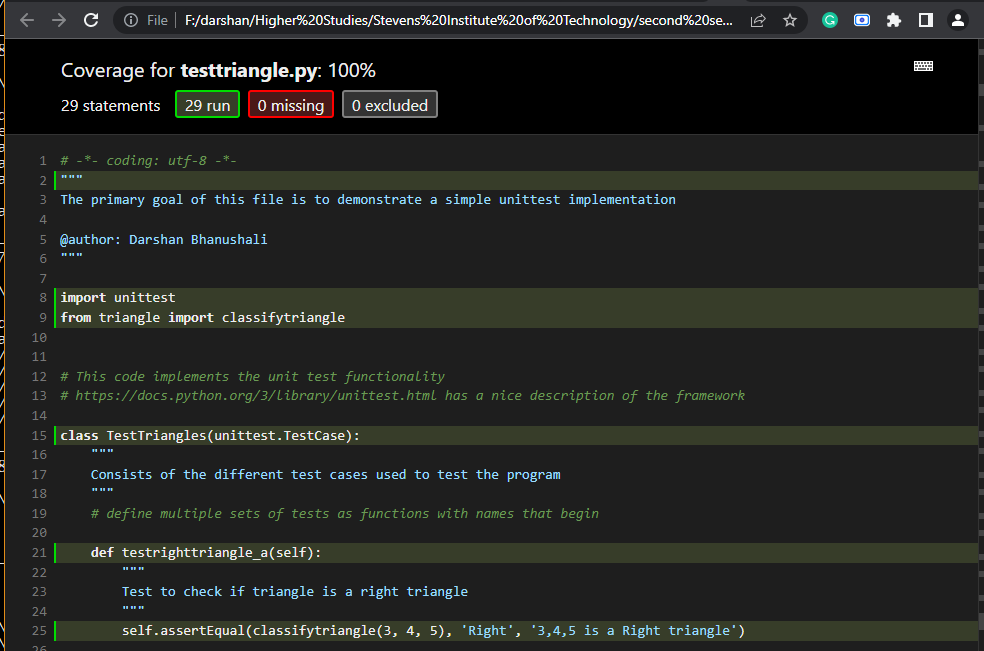 File F:/darshan/Higher%20Studies/Stevens%20Institute%20of%20Technology/second%20se...
Coverage for testtriangle.py: 100%
29 statements 29 run 0 missing 0 excluded
1 # -*- coding: utf-8 -*-
2 """
3 The primary goal of this file is to demonstrate a simple unittest implementation
4
5 @author: Darshan Bhanushali
6 """
7
8 import unittest
9 from triangle import classifytriangle
10
11
12 # This code implements the unit test functionality
13 # https://docs.python.org/3/library/unittest.html has a nice description of the framework
14
15 class TestTriangles(unittest.TestCase):
16 """
17 Consists of the different test cases used to test the program
18 """
19 # define multiple sets of tests as functions with names that begin
20
21 def testrighttriangle_a(self):
22 """
23 Test to check if triangle is a right triangle
24 """
25 self.assertEqual(classifytriangle(3, 4, 5), 'Right', '3,4,5 is a Right triangle')
26